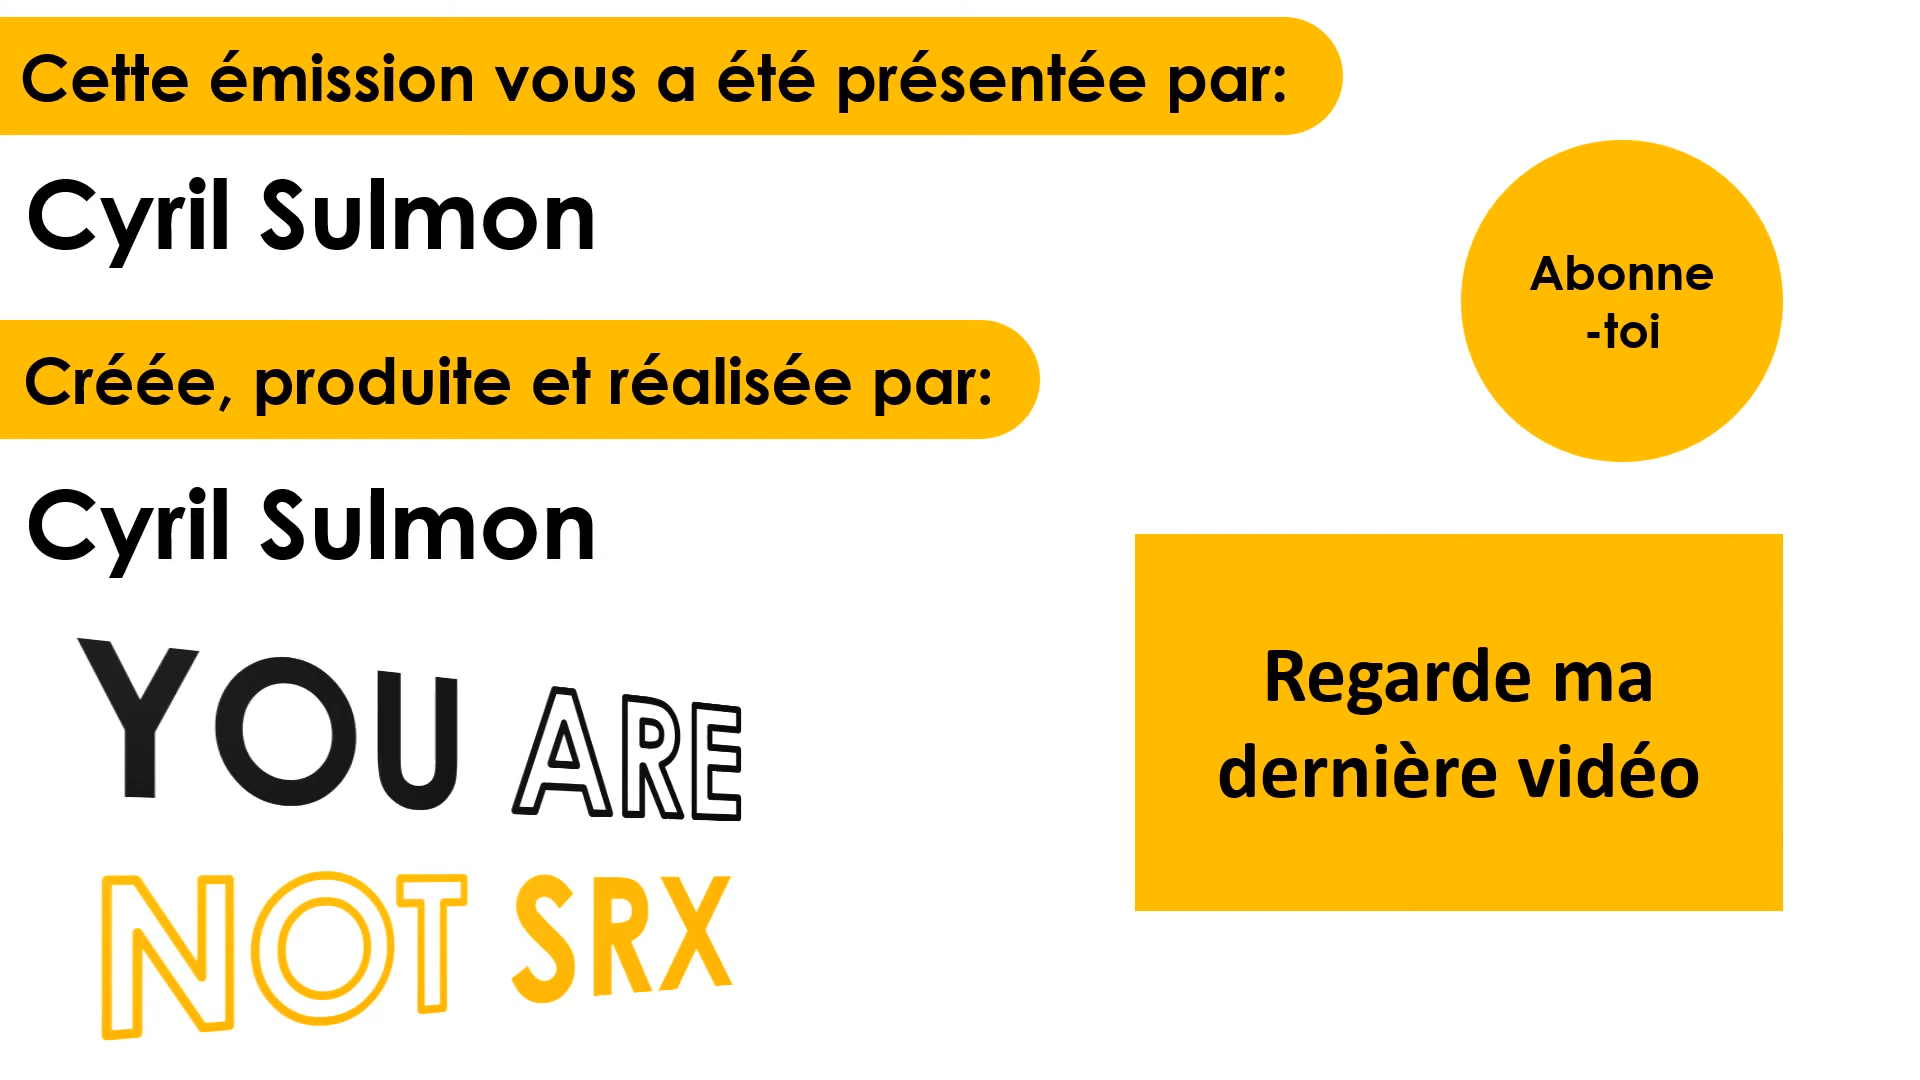 Cette émission vous a été présentée par:
Cyril Sulmon
Créée, produite et réalisée par:
Cyril Sulmon
YOU ARE
NOT SRX
Abonne
-toi
Regarde ma
dernière vidéo